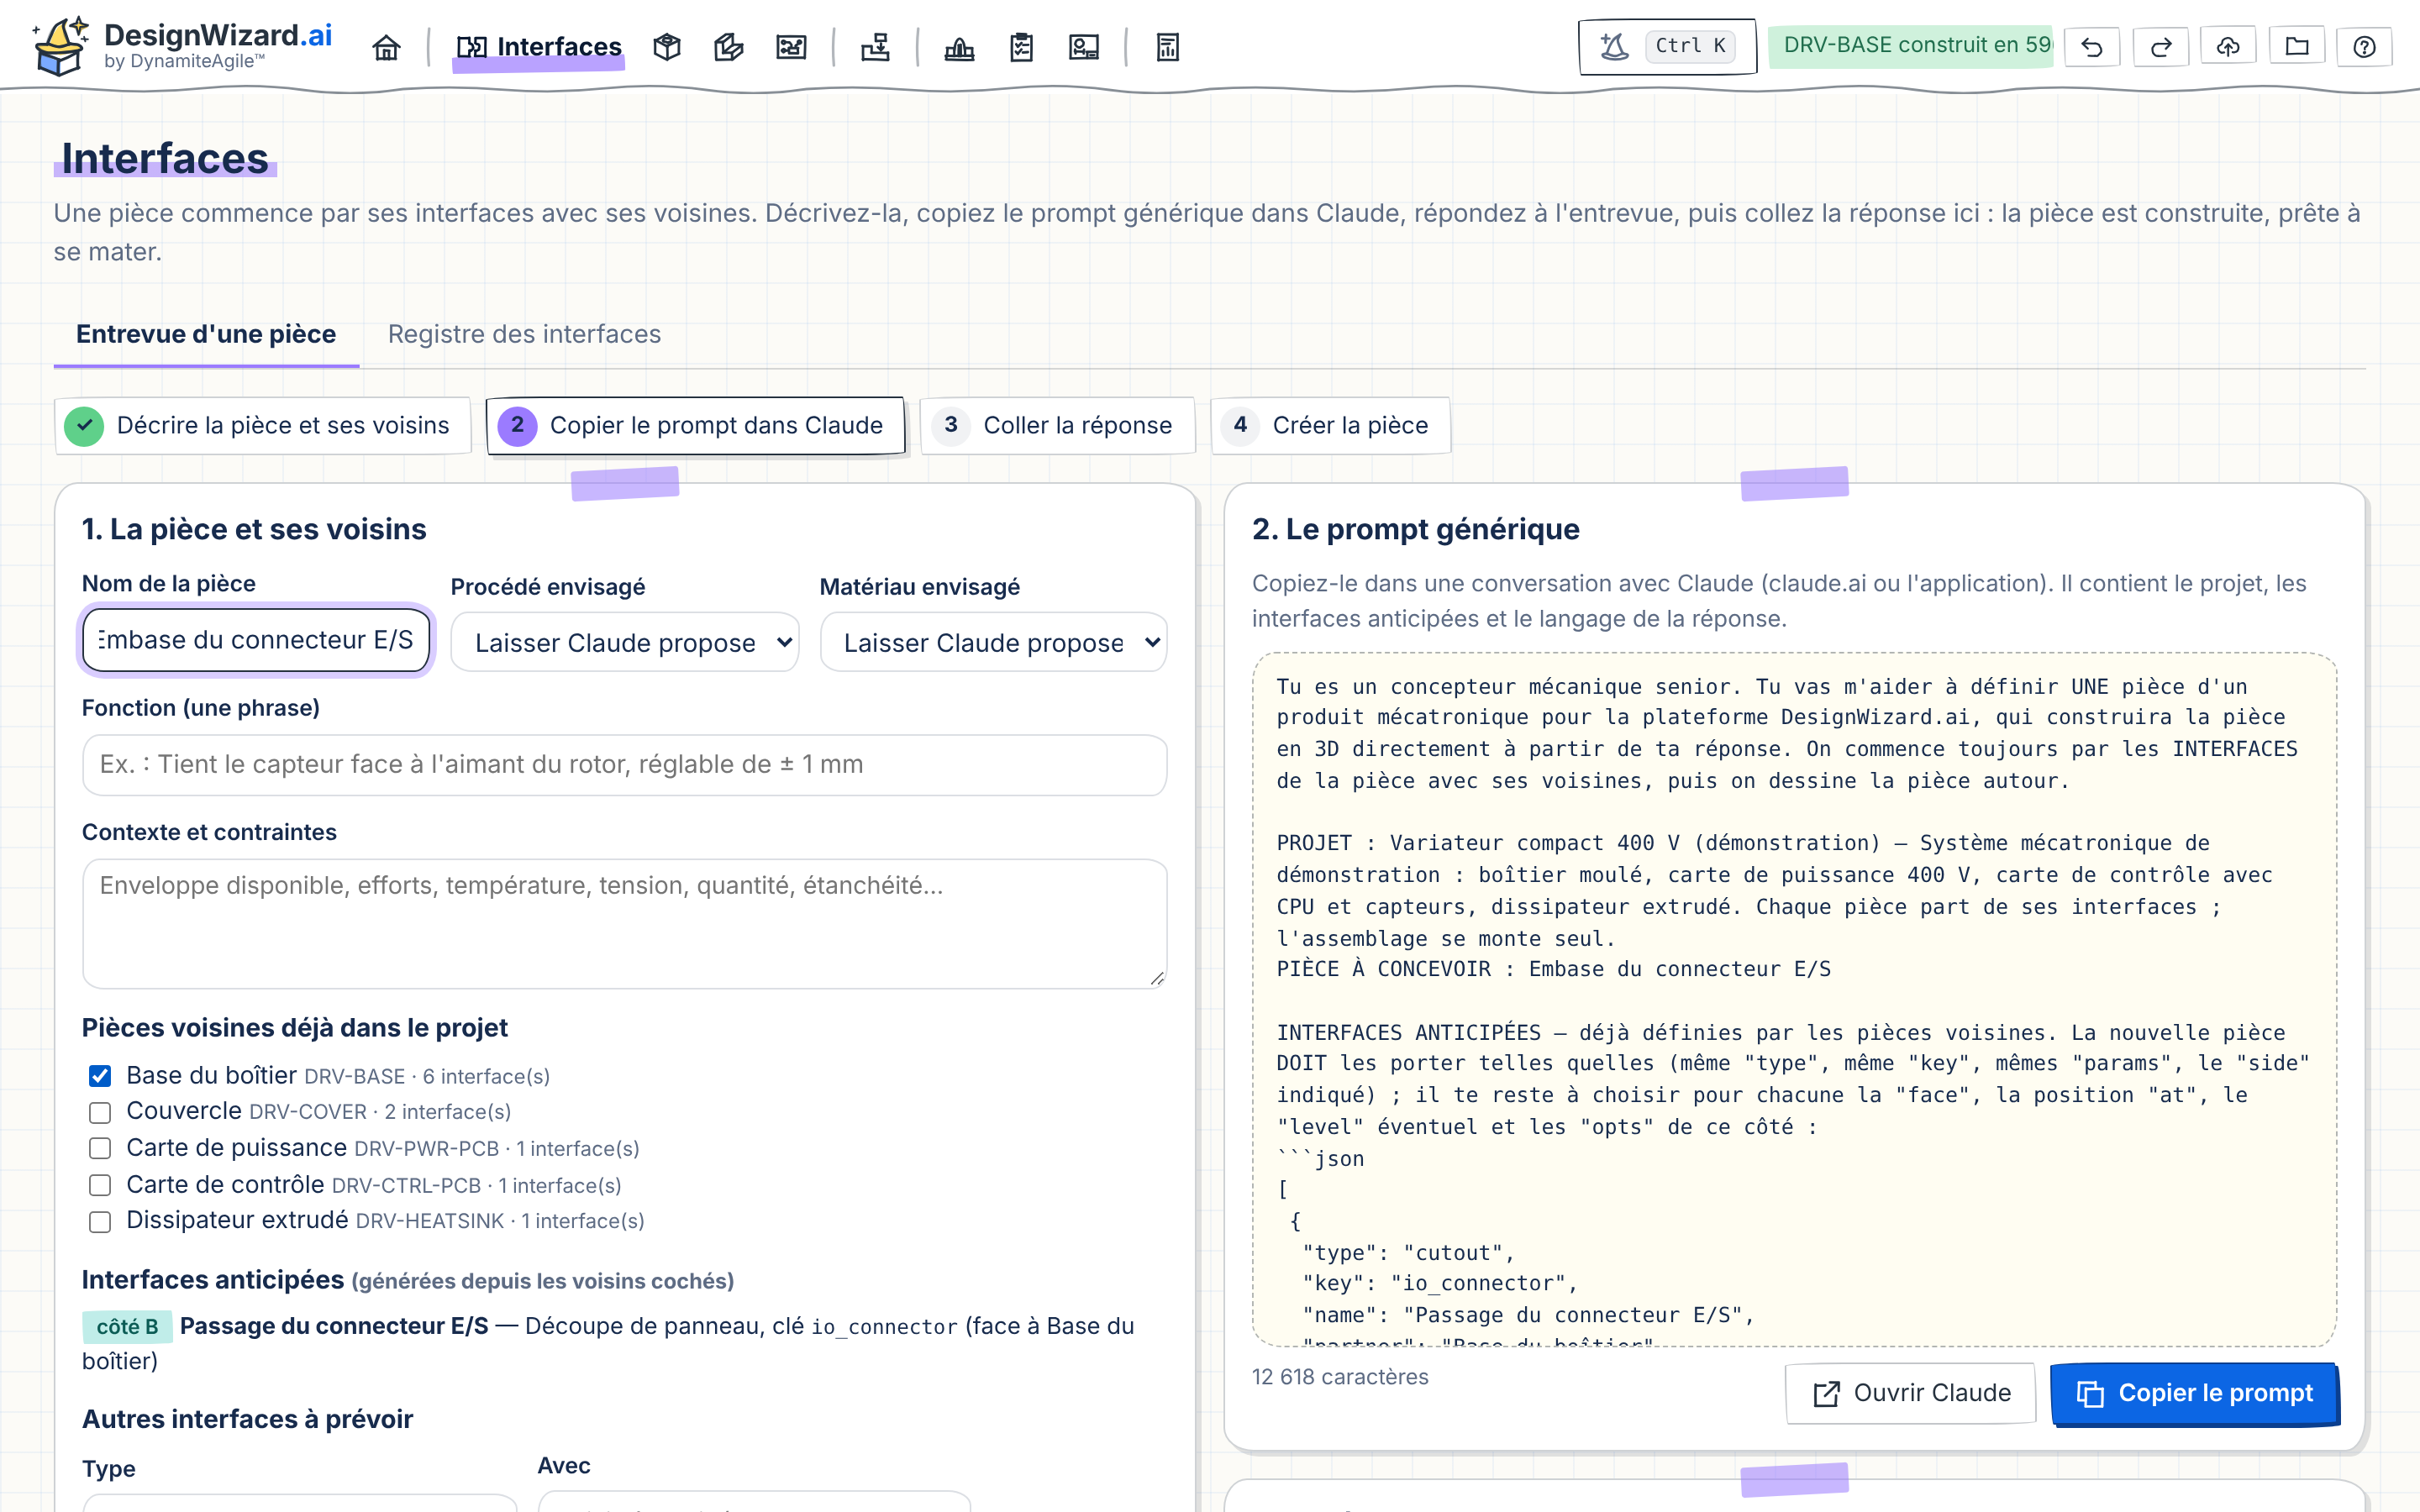 DesignWizard.ai
by DynamiteAgile™
Interfaces
Ctrl K
DRV-BASE construit en
Interfaces
Une pièce commence par ses interfaces avec ses voisines. Décrivez-la, copiez le prompt générique dans Claude, répondez à l'entrevue, puis collez la réponse ici : la pièce est construite, prête à
se mater.
Entrevue d'une pièce
Registre des interfaces
Décrire la pièce et ses voisins
2 Copier le prompt dans Claude
3 Coller la réponse
4 Créer la pièce
1. La pièce et ses voisins
Nom de la pièce
Procédé envisagé
Matériau envisagé
Embase du connecteur E/S
Laisser Claude propose
Laisser Claude propose
Fonction (une phrase)
Ex. : Tient le capteur face à l'aimant du rotor, réglable de ± 1 mm
Contexte et contraintes
Enveloppe disponible, efforts, température, tension, quantité, étanchéité…
Pièces voisines déjà dans le projet
Base du boîtier DRV-BASE · 6 interface(s)
Couvercle DRV-COVER · 2 interface(s)
Carte de puissance DRV-PWR-PCB · 1 interface(s)
Carte de contrôle DRV-CTRL-PCB · 1 interface(s)
Dissipateur extrudé DRV-HEATSINK · 1 interface(s)
Interfaces anticipées (générées depuis les voisins cochés)
côté B Passage du connecteur E/S — Découpe de panneau, clé io_connector (face à Base du
boîtier)
Autres interfaces à prévoir
Type
Avec
2. Le prompt générique
Copiez-le dans une conversation avec Claude (claude.ai ou l'application). Il contient le projet, les
interfaces anticipées et le langage de la réponse.
Tu es un concepteur mécanique senior. Tu vas m'aider à définir UNE pièce d'un
produit mécatronique pour la plateforme DesignWizard.ai, qui construira la pièce
en 3D directement à partir de ta réponse. On commence toujours par les INTERFACES
de la pièce avec ses voisines, puis on dessine la pièce autour.
PROJET : Variateur compact 400 V (démonstration) — Système mécatronique de
démonstration : boîtier moulé, carte de puissance 400 V, carte de contrôle avec
CPU et capteurs, dissipateur extrudé. Chaque pièce part de ses interfaces ;
l'assemblage se monte seul.
PIÈCE À CONCEVOIR : Embase du connecteur E/S
INTERFACES ANTICIPÉES — déjà définies par les pièces voisines. La nouvelle pièce
DOIT les porter telles quelles (même "type", même "key", mêmes "params", le "side"
indiqué) ; il te reste à choisir pour chacune la "face", la position "at", le
"level" éventuel et les "opts" de ce côté :
```json
[
{
"type": "cutout",
"key": "io_connector",
"name": "Passage du connecteur E/S",
"partner": "Base du boîtier"
12 618 caractères
Ouvrir Claude
Copier le prompt